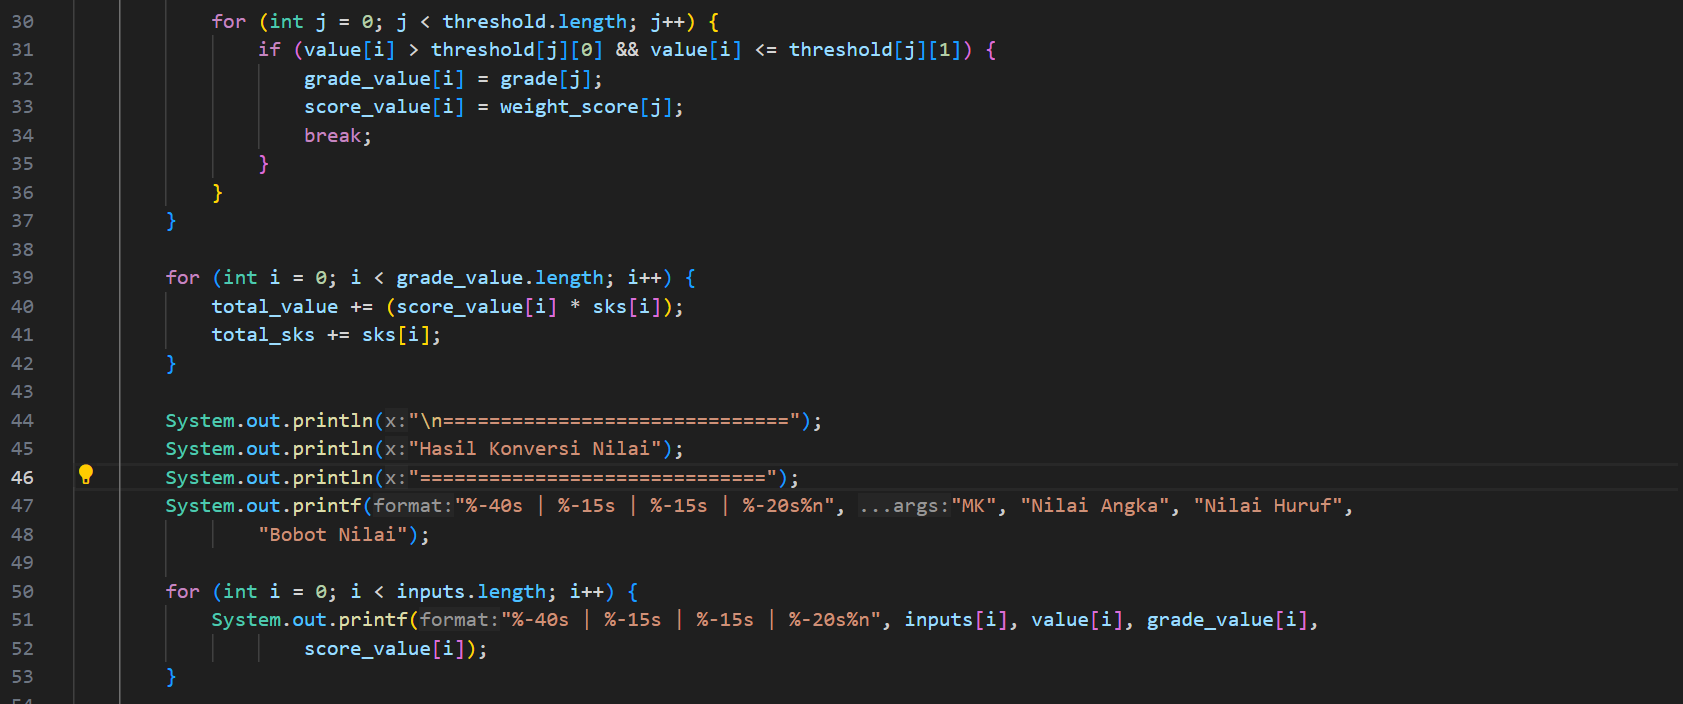 30 for (int j = 0; j < threshold.length; j++) {
31 if (value[i] > threshold[j][0] && value[i] <= threshold[j][1]) {
32 grade_value[i] = grade[j];
33 score_value[i] = weight_score[j];
34 break;
35 }
36 }
37 }
38
39 for (int i = 0; i < grade_value.length; i++) {
40 total_value += (score_value[i] * sks[i]);
41 total_sks += sks[i];
42 }
43
44 System.out.println(x:"\n==============================");
45 System.out.println(x:"Hasil Konversi Nilai");
46 System.out.println(x:"==============================");
47 System.out.printf(format:"%-40s | %-15s | %-15s | %-20s%n", ...args:"MK", "Nilai Angka", "Nilai Huruf",
48 "Bobot Nilai");
49
50 for (int i = 0; i < inputs.length; i++) {
51 System.out.printf(format:"%-40s | %-15s | %-15s | %-20s%n", inputs[i], value[i], grade_value[i],
52 score_value[i]);
53 }
54